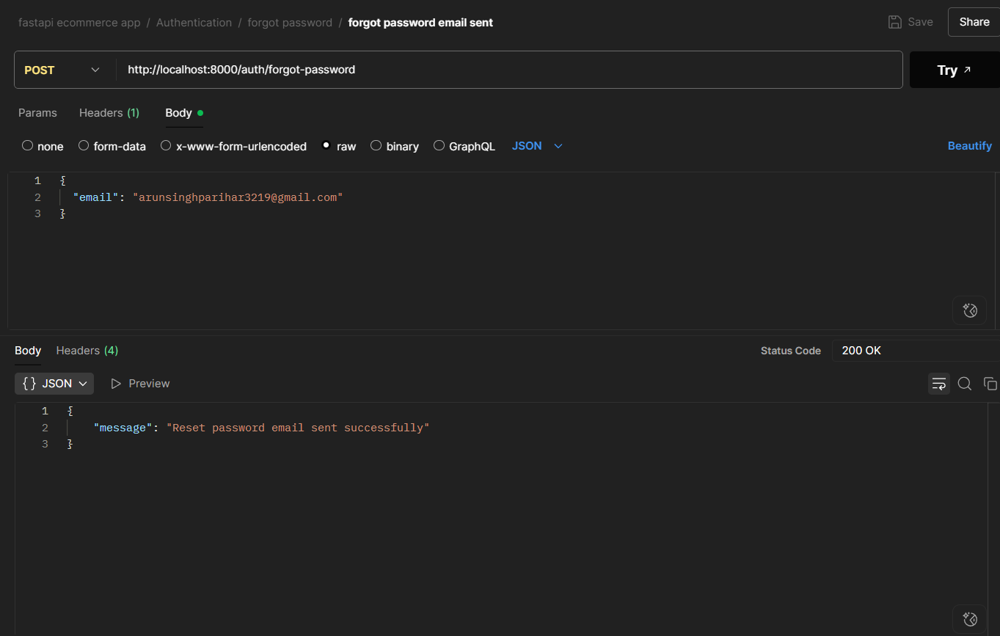 fastapi ecommerce app / Authentication / forgot password / forgot password email sent Save Share
POST http://localhost:8000/auth/forgot-password Try ↗
Params Headers (1) Body
none form-data x-www-form-urlencoded raw binary GraphQL JSON Beautify
1 {
2 "email": "arunsinghparihar3219@gmail.com"
3 }
Body Headers (4) Status Code 200 OK
{} JSON Preview
1 {
2 "message": "Reset password email sent successfully"
3 }